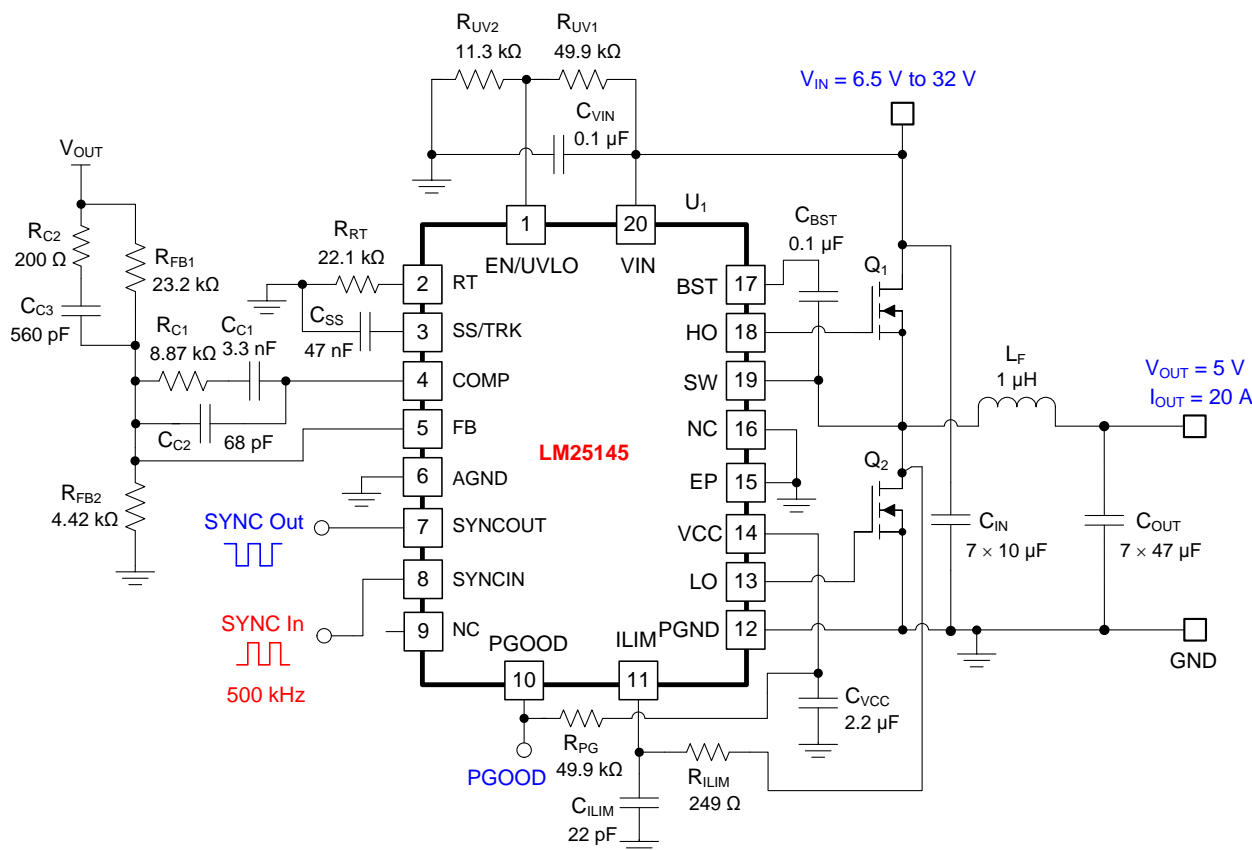 RUV2
11.3 kΩ
RUV1
49.9 kΩ
VIN = 6.5 V to 32 V
CVIN
0.1 µF
VOUT
RC2
200 Ω
RFB1
23.2 kΩ
CC3
560 pF
RC1
8.87 kΩ
CC1
3.3 nF
CC2
68 pF
RFB2
4.42 kΩ
RRT
22.1 kΩ
CSS
47 nF
U1
1
EN/UVLO
20
VIN
2
RT
3
SS/TRK
4
COMP
5
FB
6
AGND
7
SYNCOUT
8
SYNCIN
9
NC
LM25145
BST
17
HO
18
SW
19
NC
16
EP
15
VCC
14
LO
13
PGND
12
PGOOD
10
ILIM
11
SYNC Out
SYNC In
500 kHz
CBST
0.1 µF
Q1
Q2
LF
1 µH
VOUT = 5 V
IOUT = 20 A
CIN
7 × 10 µF
COUT
7 × 47 µF
GND
CVCC
2.2 µF
RPG
49.9 kΩ
PGOOD
RILIM
249 Ω
CILIM
22 pF